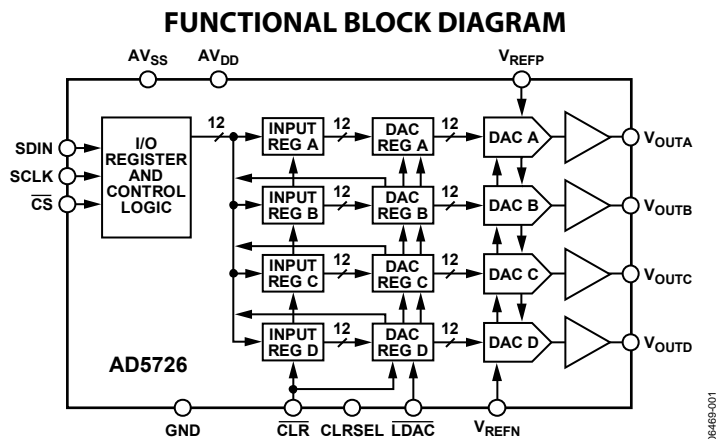 FUNCTIONAL BLOCK DIAGRAM
AVSS AVDD VREFP
SDIN
SCLK
CS
I/O
REGISTER
AND
CONTROL
LOGIC
12
INPUT
REG A
12
DAC
REG A
12
DAC A
VOUTA
INPUT
REG B
12
DAC
REG B
12
DAC B
VOUTB
INPUT
REG C
12
DAC
REG C
12
DAC C
VOUTC
INPUT
REG D
12
DAC
REG D
12
DAC D
VOUTD
AD5726
GND CLR CLRSEL LDAC VREFN
06469-001